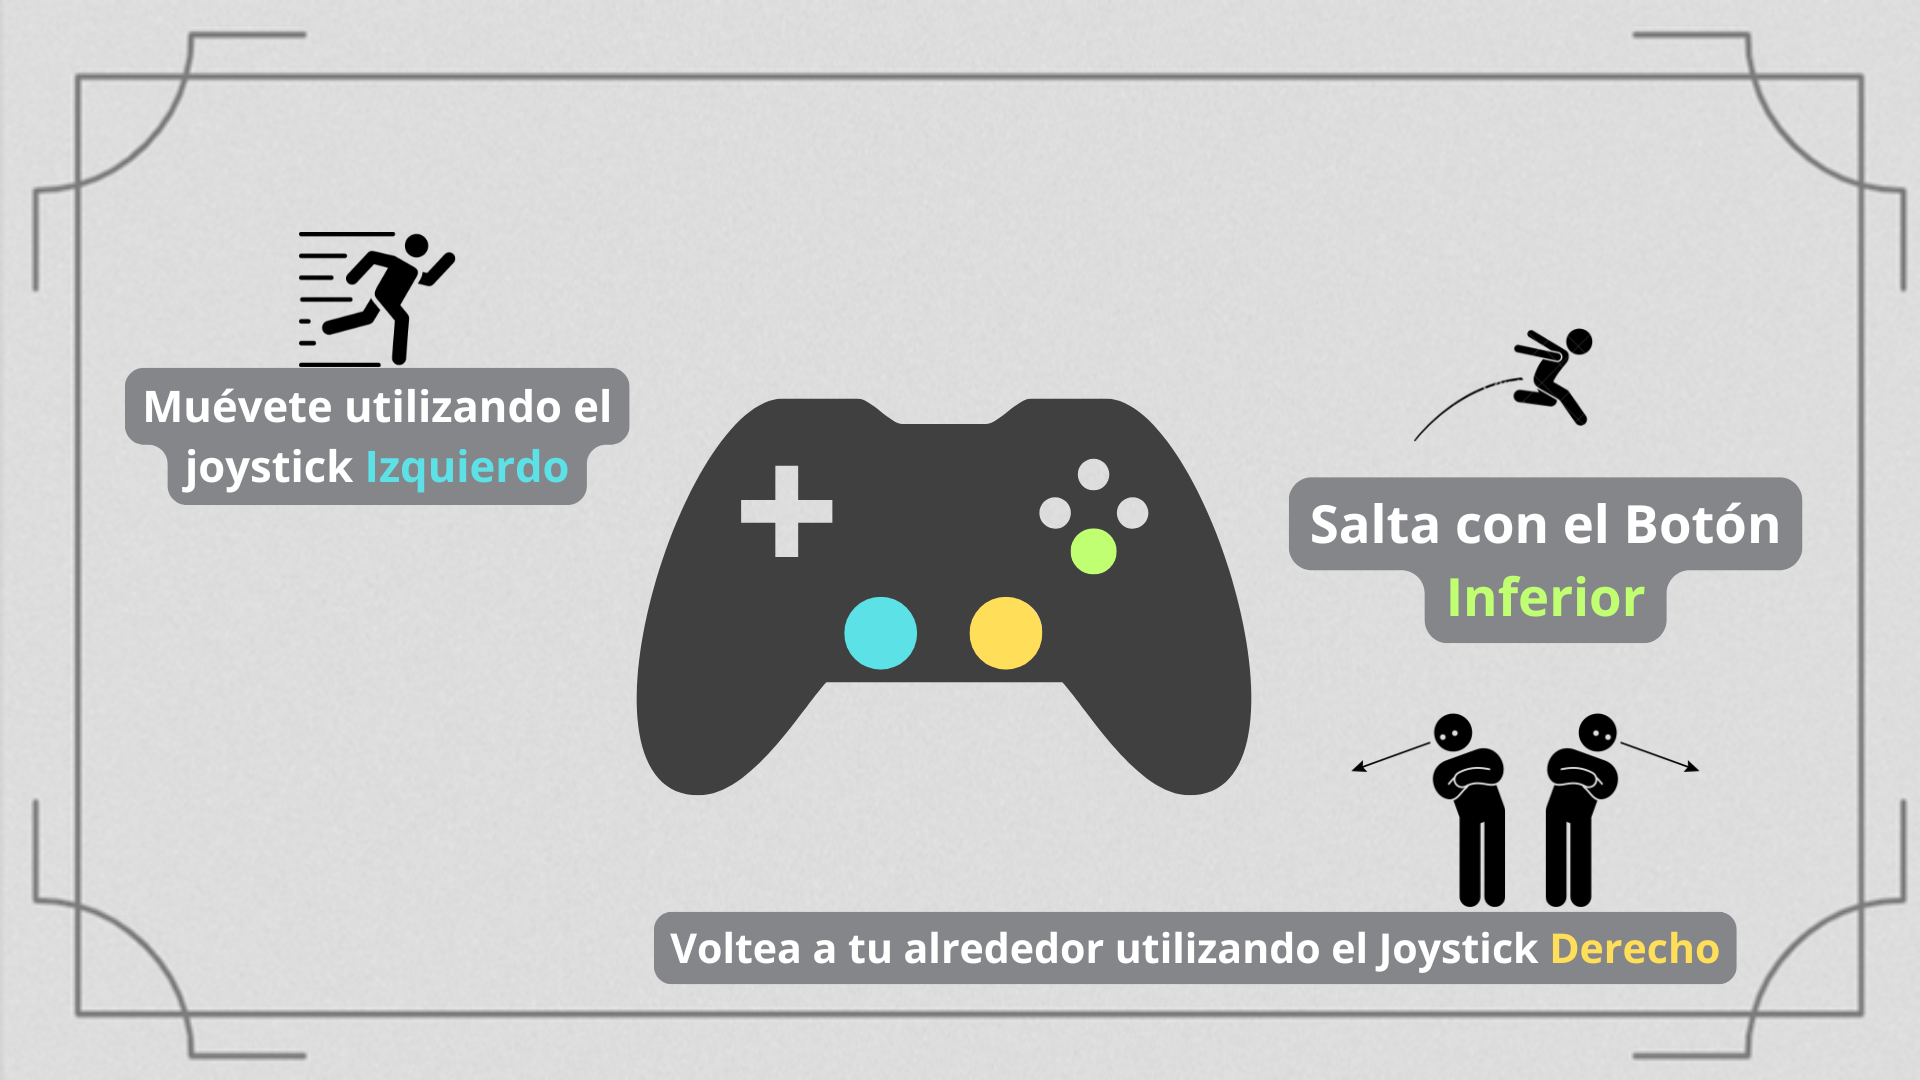 Muévete utilizando el
joystick Izquierdo
Salta con el Botón
Inferior
Voltea a tu alrededor utilizando el Joystick Derecho